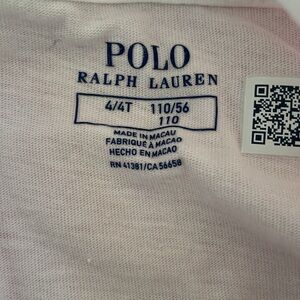 POLO
RALPH LAUREN
4/4T 110/56
110
MADE IN MACAU
FABRIQUÉ À MACAO
HECHO EN MACAO
RN 41381/CA 56658